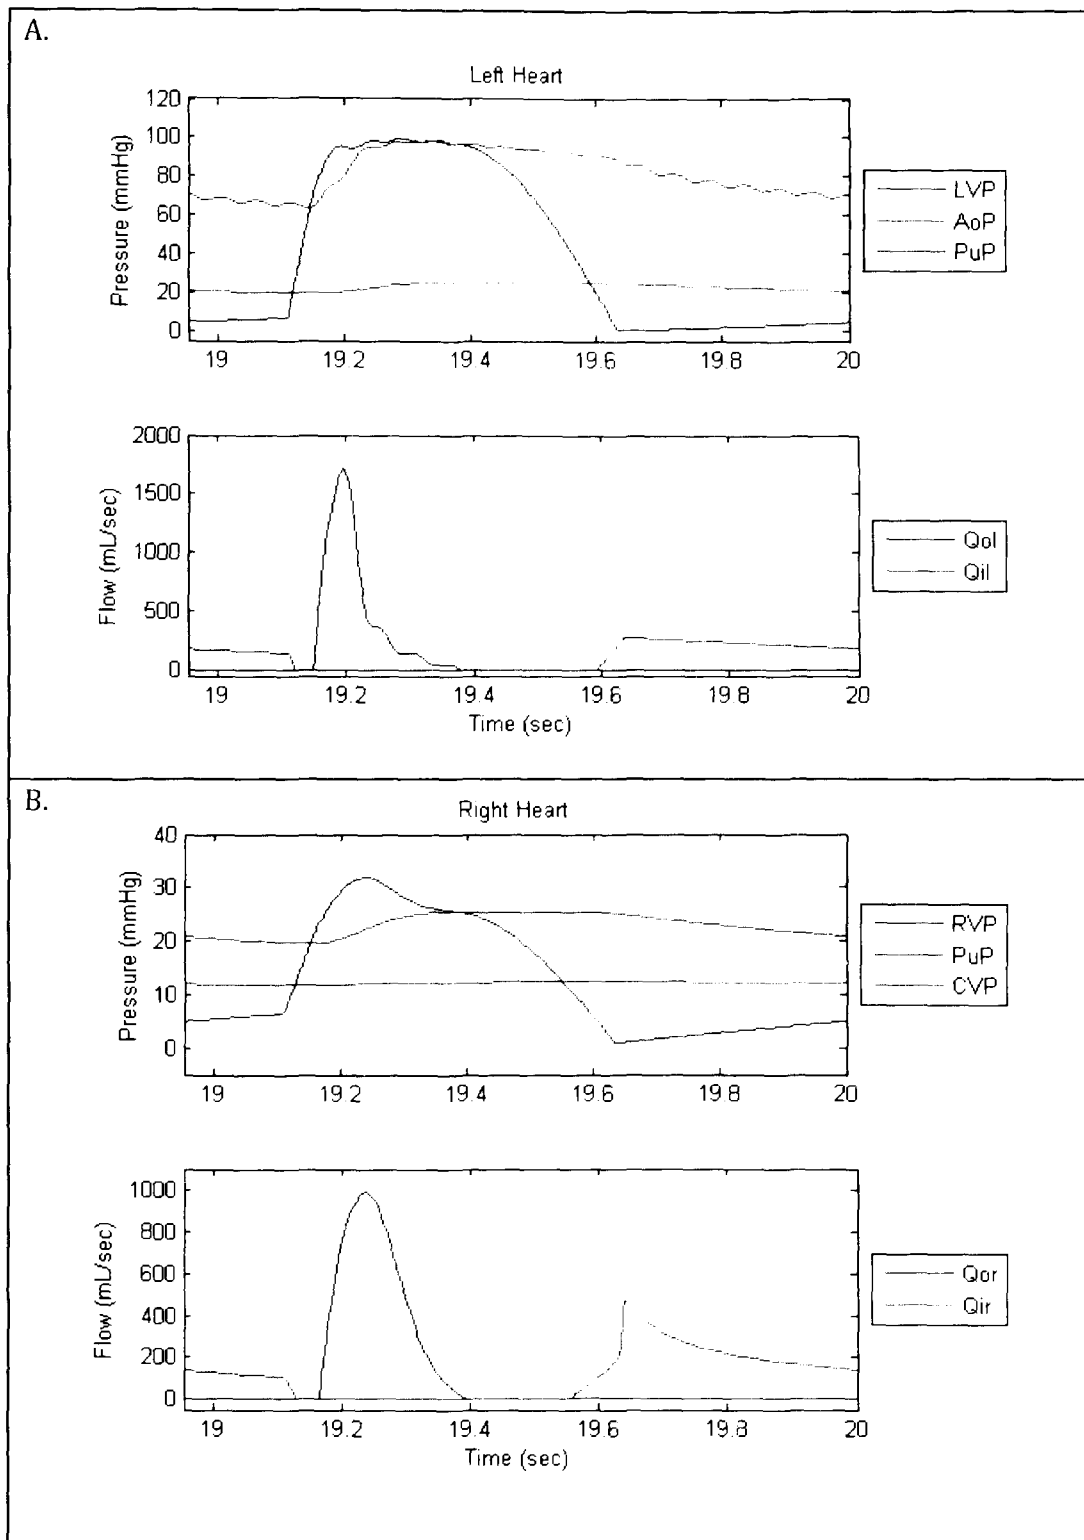 A.
Left Heart
Pressure (mmHg)
120
100
80
60
40
20
0
19
19.2
19.4
19.6
19.8
20
LVP
AoP
PuP
Flow (mL/sec)
2000
1500
1000
500
0
19
19.2
19.4
19.6
19.8
20
Time (sec)
Qol
Qil
B.
Right Heart
Pressure (mmHg)
40
30
20
10
0
19
19.2
19.4
19.6
19.8
20
RVP
PuP
CVP
Flow (mL/sec)
1000
800
600
400
200
0
19
19.2
19.4
19.6
19.8
20
Time (sec)
Qor
Qir